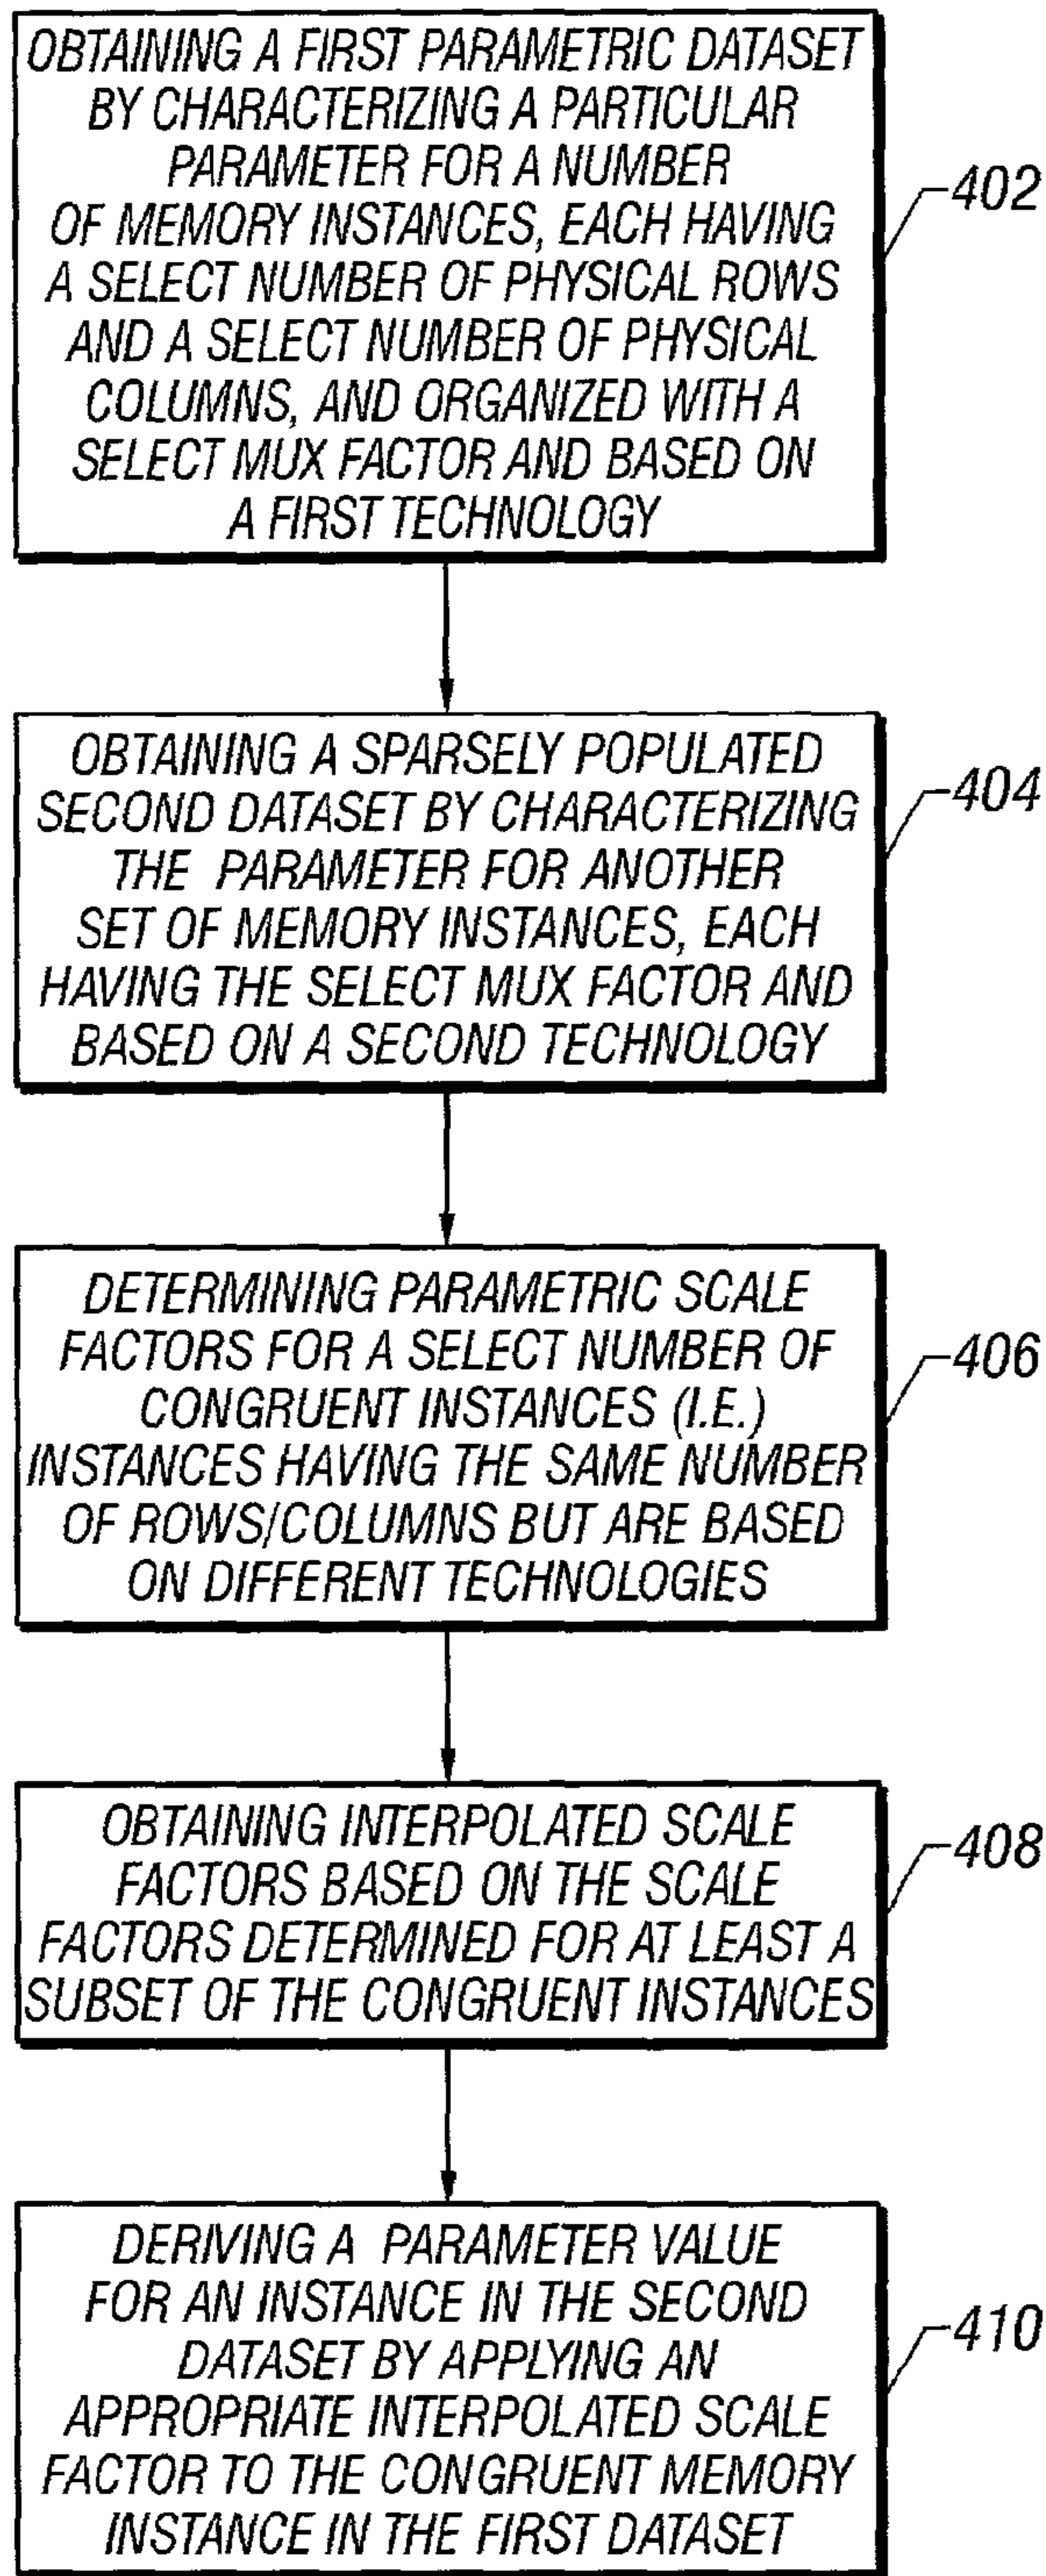 OBTAINING A FIRST PARAMETRIC DATASET
BY CHARACTERIZING A PARTICULAR
PARAMETER FOR A NUMBER
OF MEMORY INSTANCES, EACH HAVING
A SELECT NUMBER OF PHYSICAL ROWS
AND A SELECT NUMBER OF PHYSICAL
COLUMNS, AND ORGANIZED WITH A
SELECT MUX FACTOR AND BASED ON
A FIRST TECHNOLOGY
402
OBTAINING A SPARSELY POPULATED
SECOND DATASET BY CHARACTERIZING
THE PARAMETER FOR ANOTHER
SET OF MEMORY INSTANCES, EACH
HAVING THE SELECT MUX FACTOR AND
BASED ON A SECOND TECHNOLOGY
404
DETERMINING PARAMETRIC SCALE
FACTORS FOR A SELECT NUMBER OF
CONGRUENT INSTANCES (I.E.)
INSTANCES HAVING THE SAME NUMBER
OF ROWS/COLUMNS BUT ARE BASED
ON DIFFERENT TECHNOLOGIES
406
OBTAINING INTERPOLATED SCALE
FACTORS BASED ON THE SCALE
FACTORS DETERMINED FOR AT LEAST A
SUBSET OF THE CONGRUENT INSTANCES
408
DERIVING A PARAMETER VALUE
FOR AN INSTANCE IN THE SECOND
DATASET BY APPLYING AN
APPROPRIATE INTERPOLATED SCALE
FACTOR TO THE CONGRUENT MEMORY
INSTANCE IN THE FIRST DATASET
410